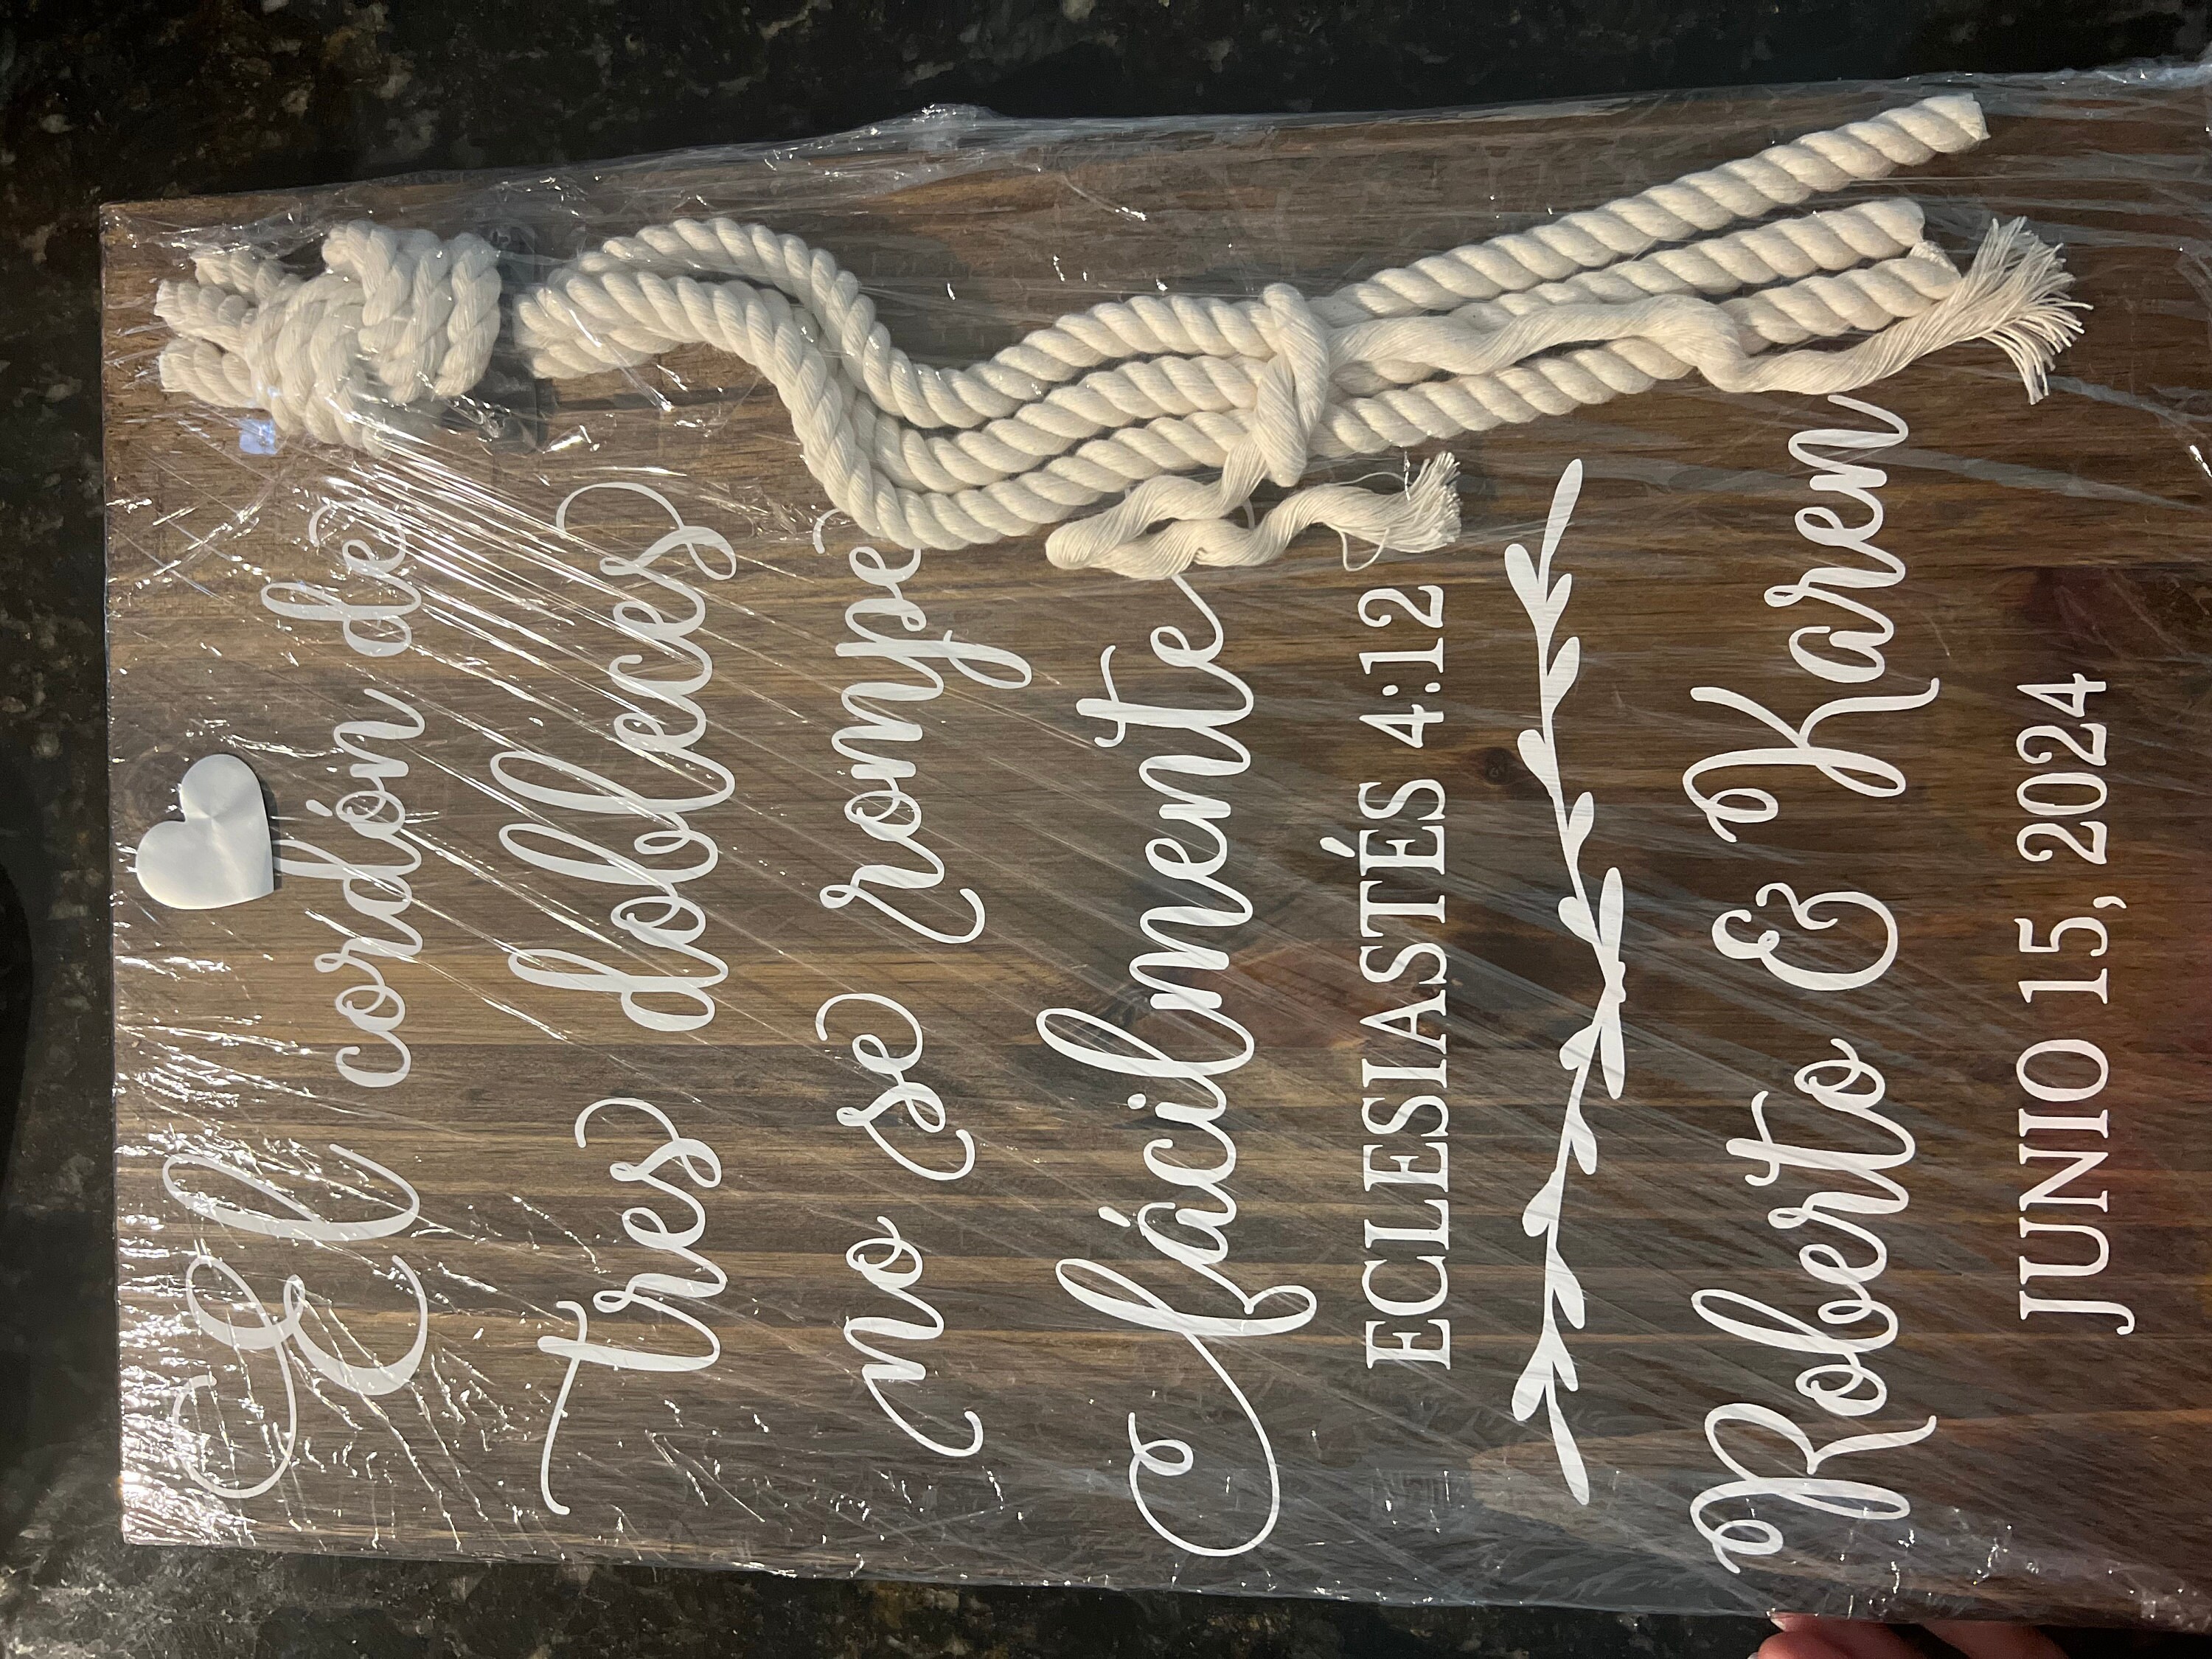 El cordón de
tres dobleces
no se rompe
fácilmente
ECLESIASTÉS 4:12
Roberto & Karen
JUNIO 15, 2024